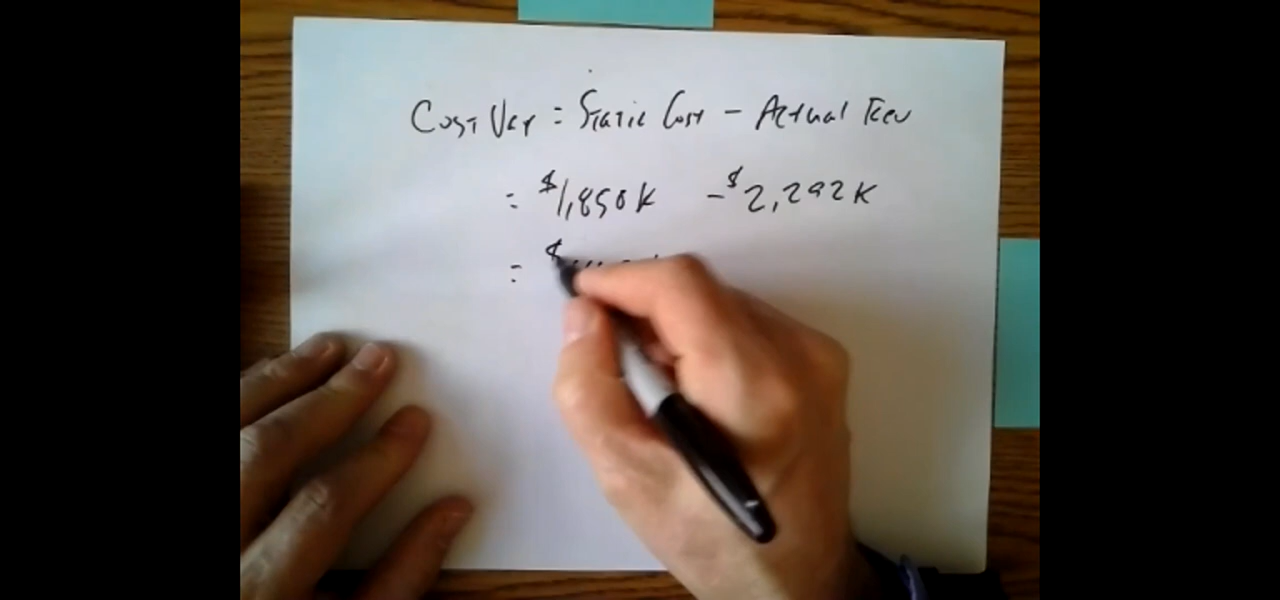 Cost Var = Static Cost - Actual Rev
= $1,850K - $2,292K
= $